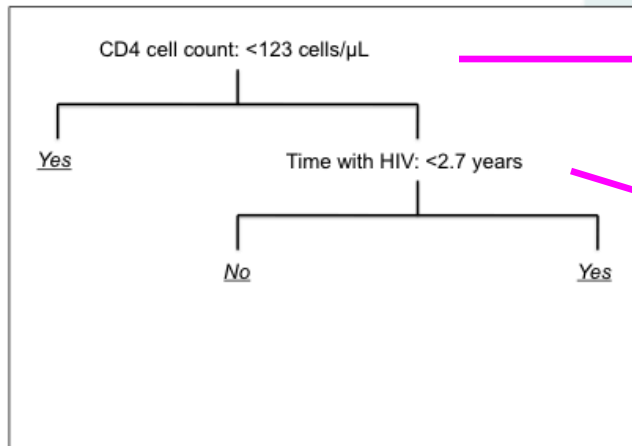 CD4 cell count: <123 cells/µL
Yes
Time with HIV: <2.7 years
No
Yes